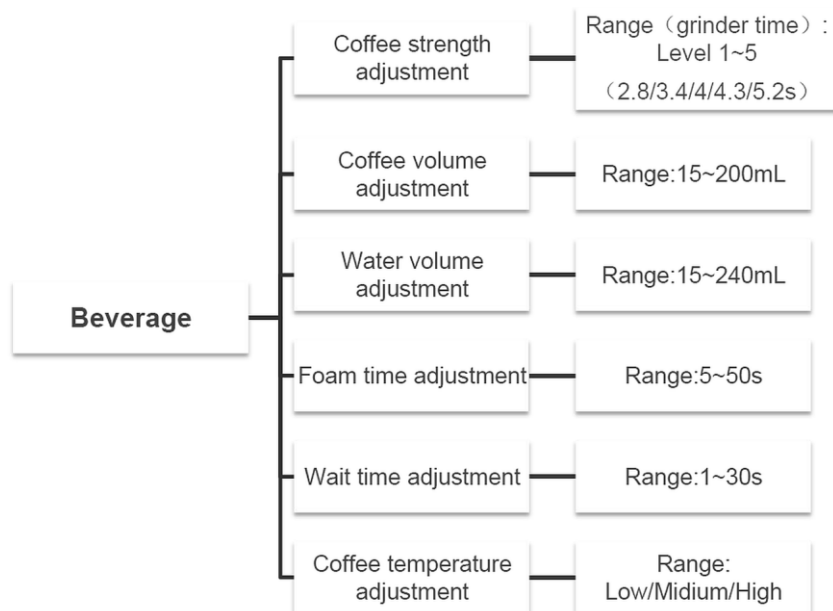 Beverage
Coffee strength
adjustment
Range（grinder time）:
Level 1~5
（2.8/3.4/4/4.3/5.2s）
Coffee volume
adjustment
Range:15~200mL
Water volume
adjustment
Range:15~240mL
Foam time adjustment
Range:5~50s
Wait time adjustment
Range:1~30s
Coffee temperature
adjustment
Range:
Low/Midium/High